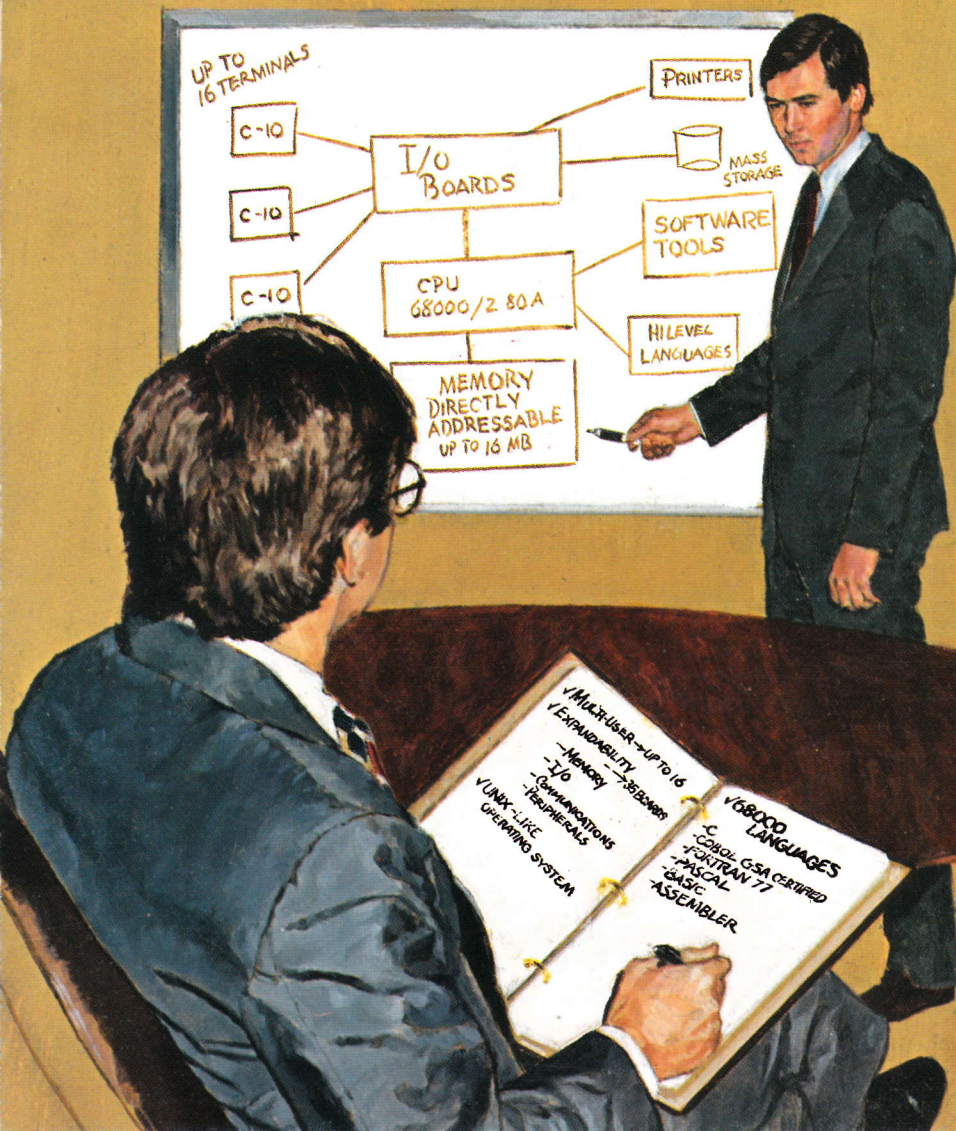 UP TO
16 TERMINALS
C-10
C-10
C-10
I/O
BOARDS
PRINTERS
MASS
STORAGE
CPU
68000/Z 80A
SOFTWARE
TOOLS
HI LEVEL
LANGUAGES
MEMORY
DIRECTLY
ADDRESSABLE
UP TO 16 MB
√MULTI-USER → UP TO 16
√EXPANDABILITY
-MEMORY --→35 BOARDS
-I/O
-COMMUNICATIONS
-PERIPHERALS
√UNIX-LIKE
OPERATING SYSTEM
√68000
LANGUAGES
-C
-COBOL GSA CERTIFIED
-FORTRAN 77
-PASCAL
-BASIC
-ASSEMBLER